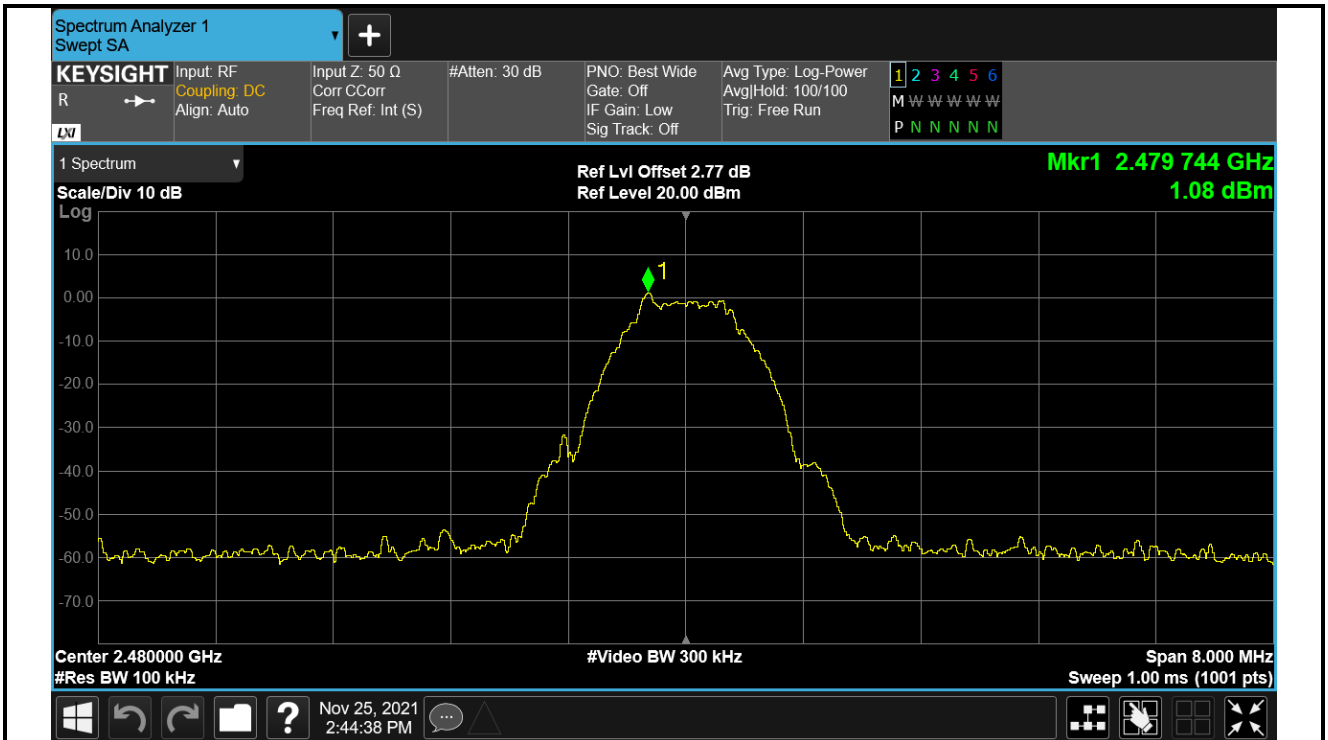 Spectrum Analyzer 1
Swept SA
+
KEYSIGHT
R
LXI
Input: RF
Coupling: DC
Align: Auto
Input Z: 50 Ω
Corr CCorr
Freq Ref: Int (S)
#Atten: 30 dB
PNO: Best Wide
Gate: Off
IF Gain: Low
Sig Track: Off
Avg Type: Log-Power
Avg|Hold: 100/100
Trig: Free Run
1 2 3 4 5 6
M W W W W W
P N N N N N
1 Spectrum
Scale/Div 10 dB
Log
Ref Lvl Offset 2.77 dB
Ref Level 20.00 dBm
Mkr1 2.479 744 GHz
1.08 dBm
10.0
0.00
-10.0
-20.0
-30.0
-40.0
-50.0
-60.0
-70.0
1
Center 2.480000 GHz
#Res BW 100 kHz
#Video BW 300 kHz
Span 8.000 MHz
Sweep 1.00 ms (1001 pts)
?
Nov 25, 2021
2:44:38 PM